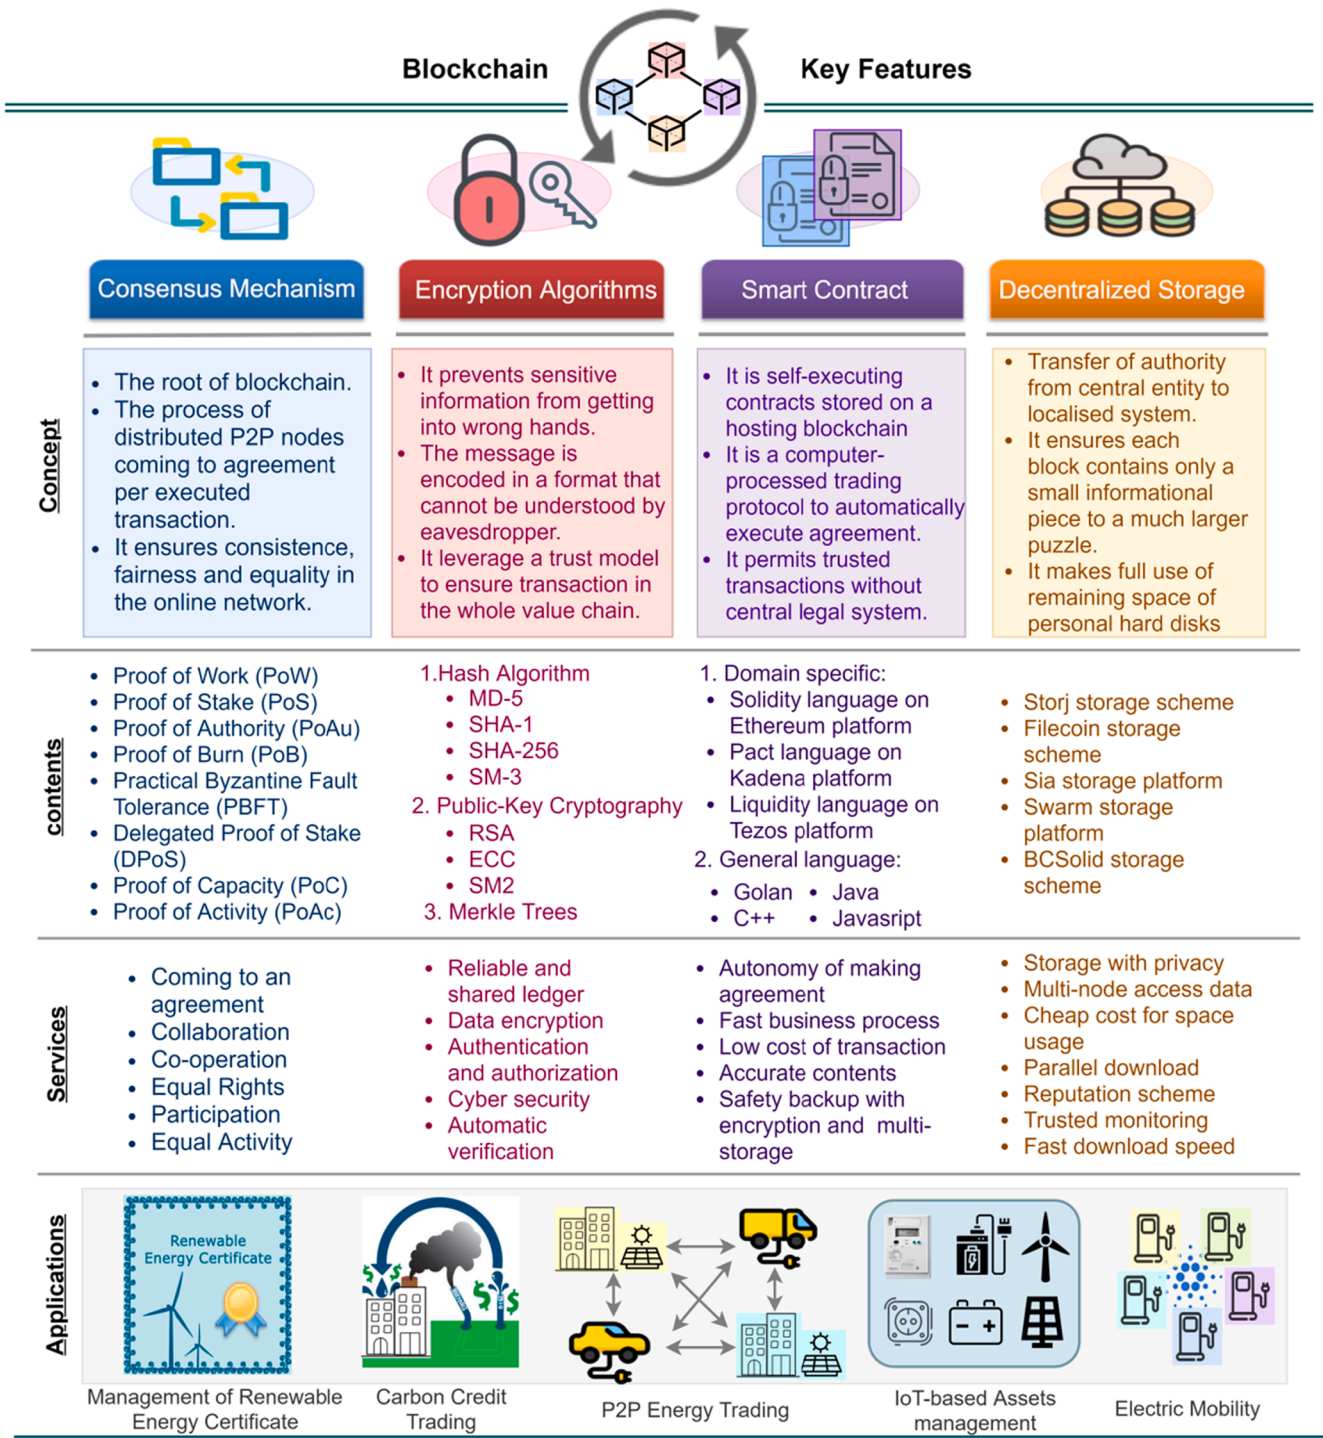 Blockchain
Key Features
Consensus Mechanism
Encryption Algorithms
Smart Contract
Decentralized Storage
Concept
• The root of blockchain.
• The process of
distributed P2P nodes
coming to agreement
per executed
transaction.
• It ensures consistence,
fairness and equality in
the online network.
• It prevents sensitive
information from getting
into wrong hands.
• The message is
encoded in a format that
cannot be understood by
eavesdropper.
• It leverage a trust model
to ensure transaction in
the whole value chain.
• It is self-executing
contracts stored on a
hosting blockchain
• It is a computer-
processed trading
protocol to automatically
execute agreement.
• It permits trusted
transactions without
central legal system.
• Transfer of authority
from central entity to
localised system.
• It ensures each
block contains only a
small informational
piece to a much larger
puzzle.
• It makes full use of
remaining space of
personal hard disks
contents
• Proof of Work (PoW)
• Proof of Stake (PoS)
• Proof of Authority (PoAu)
• Proof of Burn (PoB)
• Practical Byzantine Fault
Tolerance (PBFT)
• Delegated Proof of Stake
(DPoS)
• Proof of Capacity (PoC)
• Proof of Activity (PoAc)
1.Hash Algorithm
• MD-5
• SHA-1
• SHA-256
• SM-3
2. Public-Key Cryptography
• RSA
• ECC
• SM2
3. Merkle Trees
1. Domain specific:
• Solidity language on
Ethereum platform
• Pact language on
Kadena platform
• Liquidity language on
Tezos platform
2. General language:
• Golan • Java
• C++ • Javasript
• Storj storage scheme
• Filecoin storage
scheme
• Sia storage platform
• Swarm storage
platform
• BCSolid storage
scheme
Services
• Coming to an
agreement
• Collaboration
• Co-operation
• Equal Rights
• Participation
• Equal Activity
• Reliable and
shared ledger
• Data encryption
• Authentication
and authorization
• Cyber security
• Automatic
verification
• Autonomy of making
agreement
• Fast business process
• Low cost of transaction
• Accurate contents
• Safety backup with
encryption and multi-
storage
• Storage with privacy
• Multi-node access data
• Cheap cost for space
usage
• Parallel download
• Reputation scheme
• Trusted monitoring
• Fast download speed
Applications
Renewable
Energy Certificate
Management of Renewable
Energy Certificate
Carbon Credit
Trading
P2P Energy Trading
IoT-based Assets
management
Electric Mobility